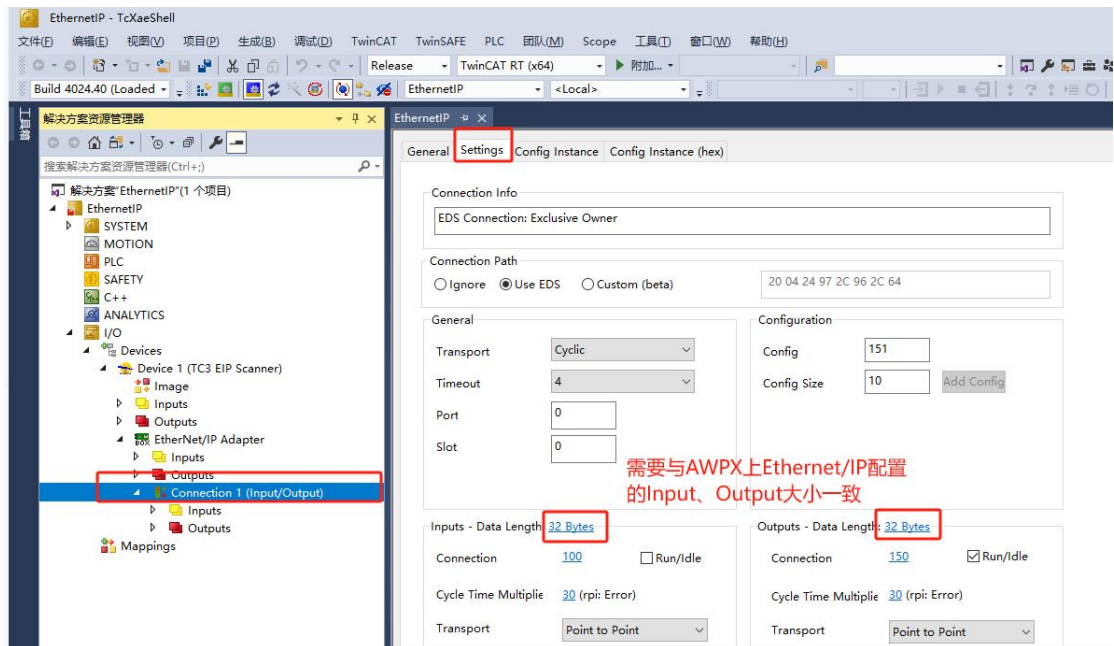 EthernetIP - TcXaeShell
文件(F) 编辑(E) 视图(V) 项目(P) 生成(B) 调试(D) TwinCAT TwinSAFE PLC 团队(M) Scope 工具(T) 窗口(W) 帮助(H)
Release TwinCAT RT (x64) 附加...
Build 4024.40 (Loaded EthernetIP <Local>
工具箱
解决方案资源管理器
搜索解决方案资源管理器(Ctrl+;)
解决方案"EthernetIP"(1 个项目)
EthernetIP
SYSTEM
MOTION
PLC
SAFETY
C++
ANALYTICS
I/O
Devices
Device 1 (TC3 EIP Scanner)
Image
Inputs
Outputs
EtherNet/IP Adapter
Inputs
Outputs
Connection 1 (Input/Output)
Inputs
Outputs
Mappings
EthernetIP
General Settings Config Instance Config Instance (hex)
Connection Info
EDS Connection: Exclusive Owner
Connection Path
Ignore Use EDS Custom (beta) 20 04 24 97 2C 96 2C 64
General Configuration
Transport Cyclic Config 151
Timeout 4 Config Size 10 Add Config
Port 0
Slot 0
需要与AWPX上Ethernet/IP配置
的Input、Output大小一致
Inputs - Data Length: 32 Bytes Outputs - Data Length: 32 Bytes
Connection 100 Run/Idle Connection 150 Run/Idle
Cycle Time Multiplie 30 (rpi: Error) Cycle Time Multiplie 30 (rpi: Error)
Transport Point to Point Transport Point to Point